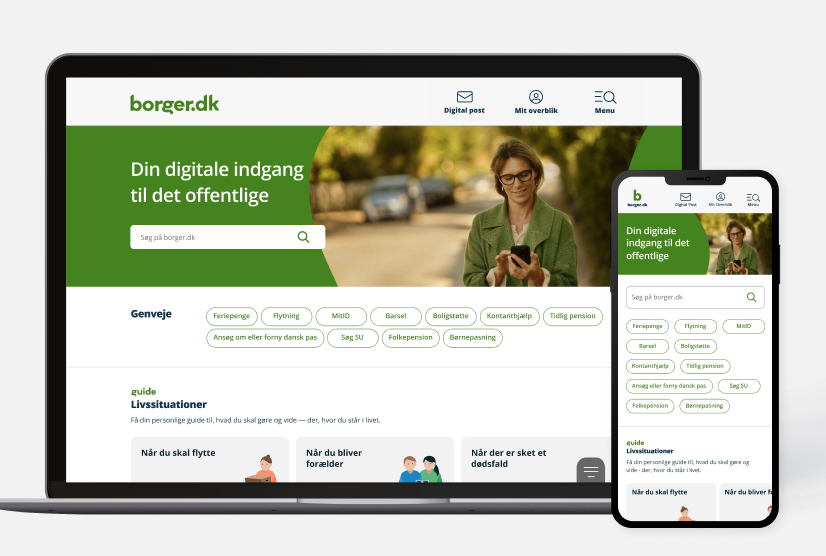 borger.dk
Digital post
Mit overblik
Menu
Din digitale indgang
til det offentlige
Søg på borger.dk
Genveje
Feriepenge
Flytning
MitID
Barsel
Boligstøtte
Kontanthjælp
Tidlig pension
Ansøg om eller forny dansk pas
Søg SU
Folkepension
Børnepasning
guide
Livssituationer
Få din personlige guide til, hvad du skal gøre og vide — der, hvor du står i livet.
Når du skal flytte
Når du bliver
forælder
Når der er sket et
dødsfald
b
borger.dk
Digital Post
Mit Overblik
Menu
Din digitale
indgang til det
offentlige
Søg på borger.dk
Feriepenge
Flytning
MitID
Barsel
Boligstøtte
Kontanthjælp
Tidlig pension
Ansøg eller forny dansk pas
Søg SU
Folkepension
Børnepasning
guide
Livssituationer
Få din personlige guide til, hvad du skal gøre og
vide - der, hvor du står i livet.
Når du skal flytte
Når du bliver f